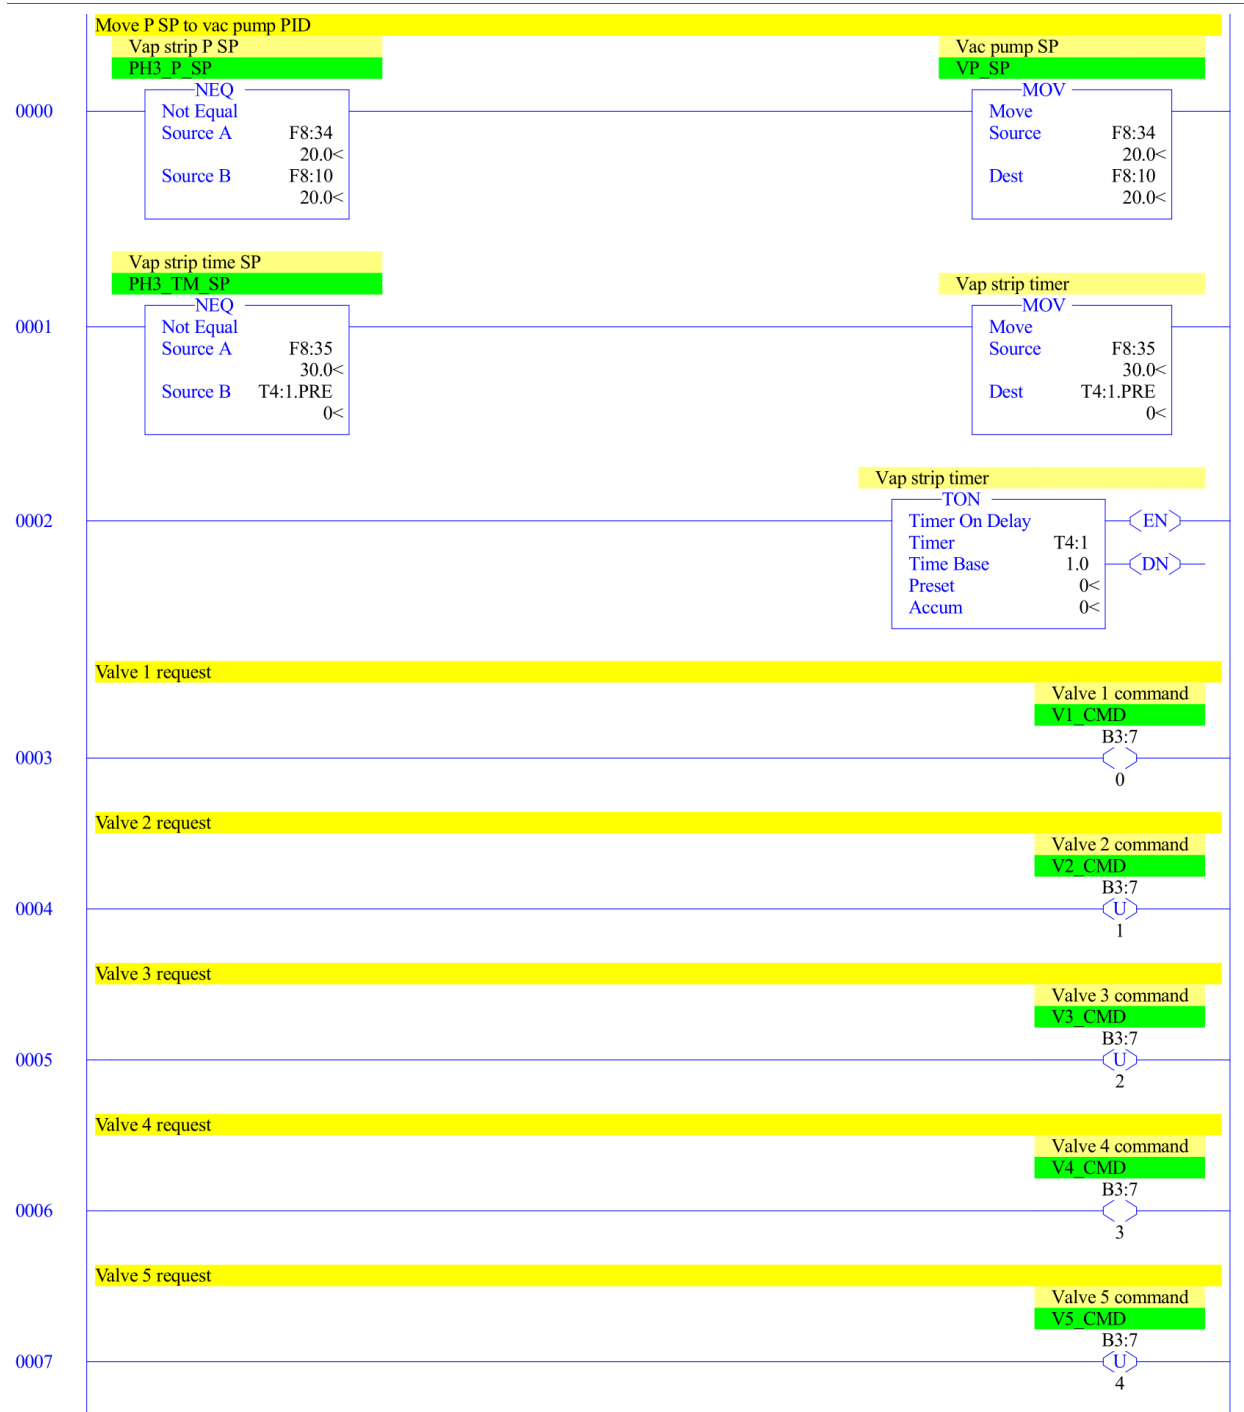 Move P SP to vac pump PID
Vap strip P SP Vac pump SP
PH3_P_SP VP_SP
NEQ MOV
0000 Not Equal Move
Source A F8:34 Source F8:34
20.0< 20.0<
Source B F8:10 Dest F8:10
20.0< 20.0<
Vap strip time SP
PH3_TM_SP Vap strip timer
NEQ MOV
0001 Not Equal Move
Source A F8:35 Source F8:35
30.0< 30.0<
Source B T4:1.PRE Dest T4:1.PRE
0< 0<
Vap strip timer
TON
0002 Timer On Delay EN
Timer T4:1
Time Base 1.0 DN
Preset 0<
Accum 0<
Valve 1 request
Valve 1 command
V1_CMD
B3:7
0003
0
Valve 2 request
Valve 2 command
V2_CMD
B3:7
0004 U
1
Valve 3 request
Valve 3 command
V3_CMD
B3:7
0005 U
2
Valve 4 request
Valve 4 command
V4_CMD
B3:7
0006
3
Valve 5 request
Valve 5 command
V5_CMD
B3:7
0007 U
4